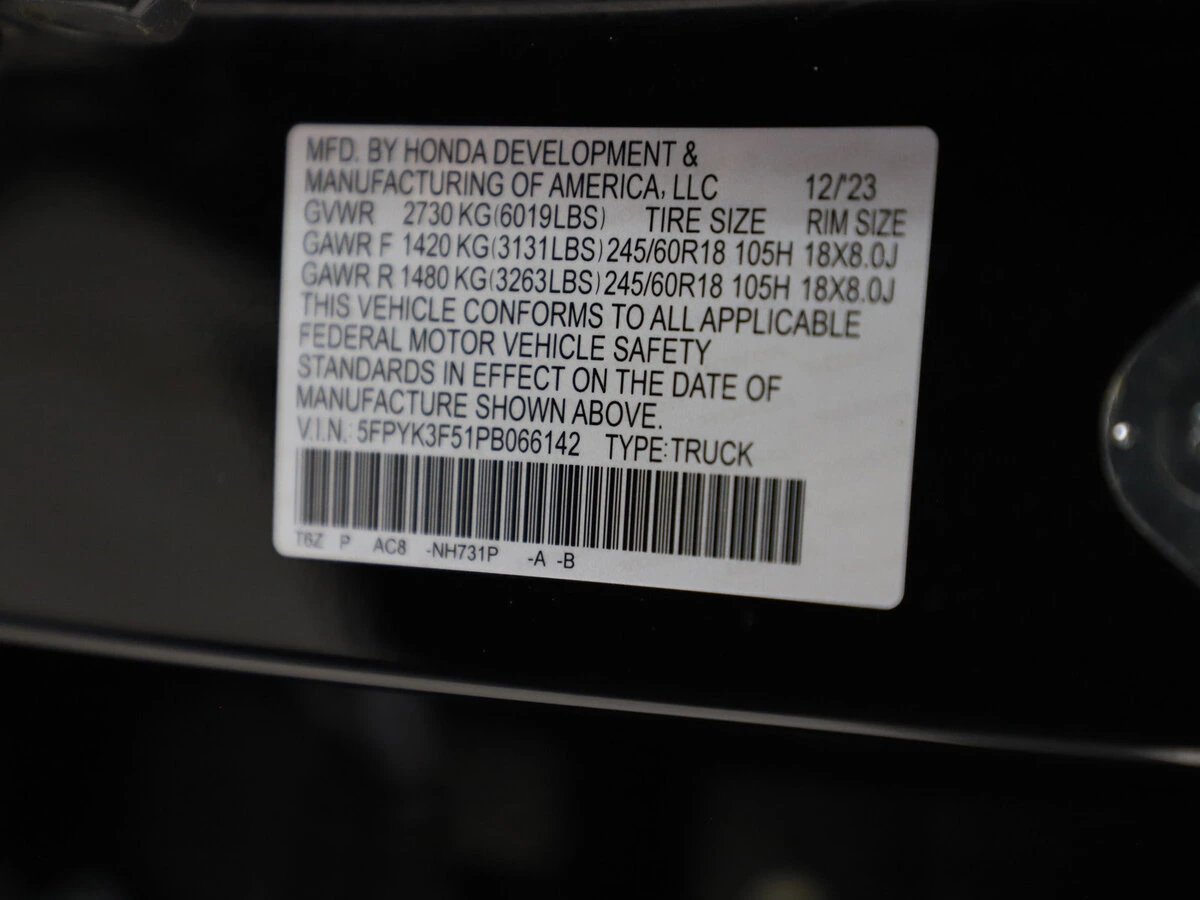 MFD. BY HONDA DEVELOPMENT &
MANUFACTURING OF AMERICA, LLC 12/'23
GVWR 2730 KG(6019LBS) TIRE SIZE RIM SIZE
GAWR F 1420 KG(3131LBS) 245/60R18 105H 18X8.0J
GAWR R 1480 KG(3263LBS) 245/60R18 105H 18X8.0J
THIS VEHICLE CONFORMS TO ALL APPLICABLE
FEDERAL MOTOR VEHICLE SAFETY
STANDARDS IN EFFECT ON THE DATE OF
MANUFACTURE SHOWN ABOVE.
V.I.N.: 5FPYK3F51PB066142 TYPE:TRUCK
T6Z P AC8 -NH731P -A -B